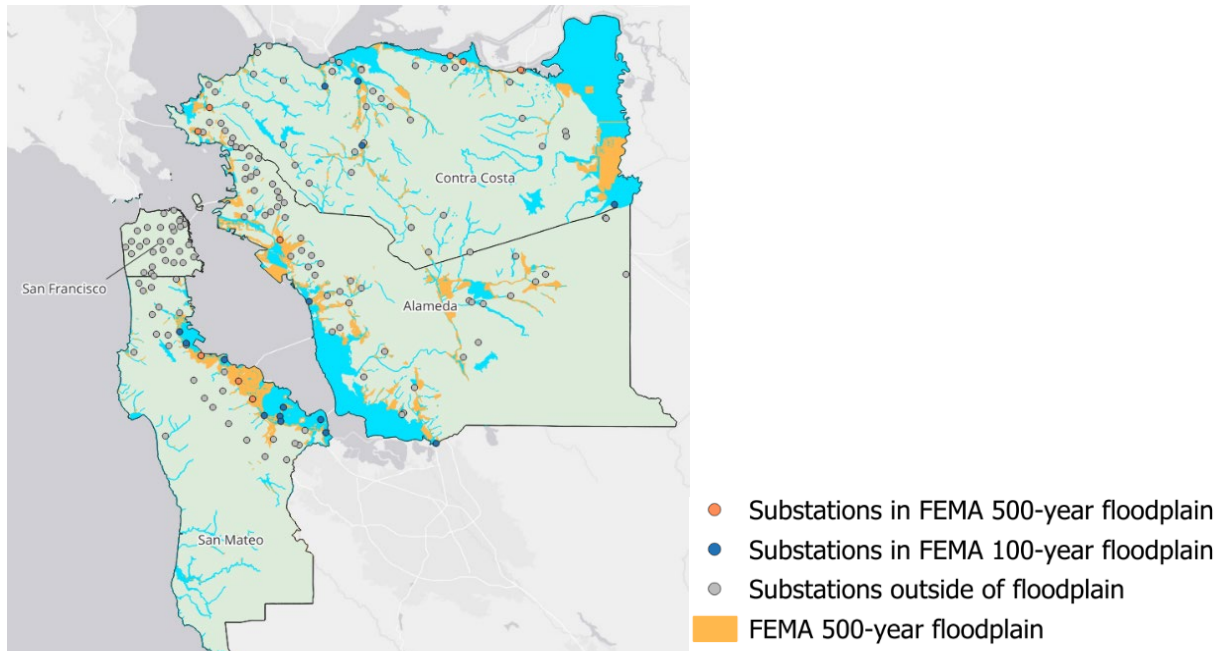 Contra Costa
San Francisco
Alameda
San Mateo
Substations in FEMA 500-year floodplain
Substations in FEMA 100-year floodplain
Substations outside of floodplain
FEMA 500-year floodplain